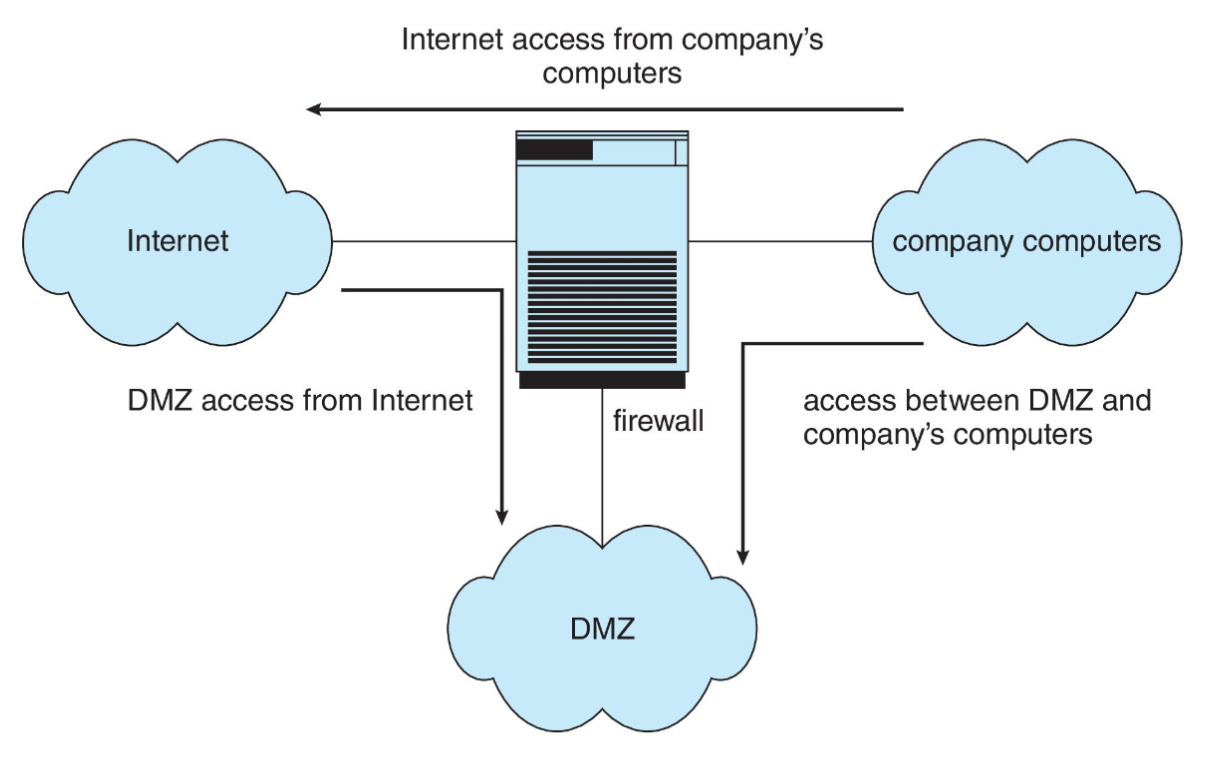 Internet access from company's
computers
Internet
company computers
DMZ access from Internet
firewall
access between DMZ and
company's computers
DMZ